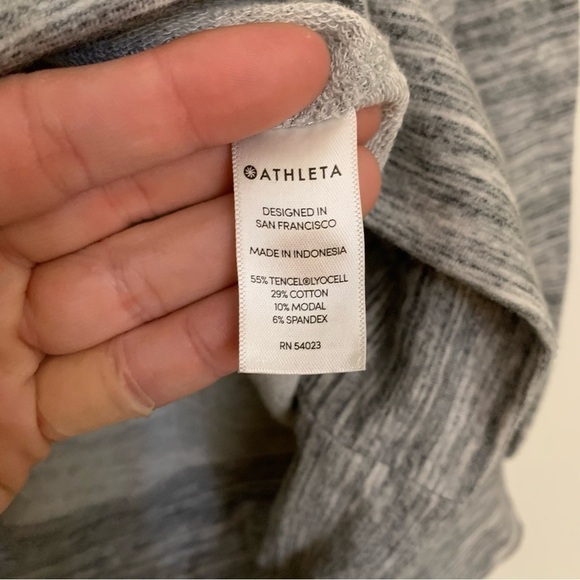 ATHLETA
DESIGNED IN
SAN FRANCISCO
MADE IN INDONESIA
55% TENCEL®LYOCELL
29% COTTON
10% MODAL
6% SPANDEX
RN 54023